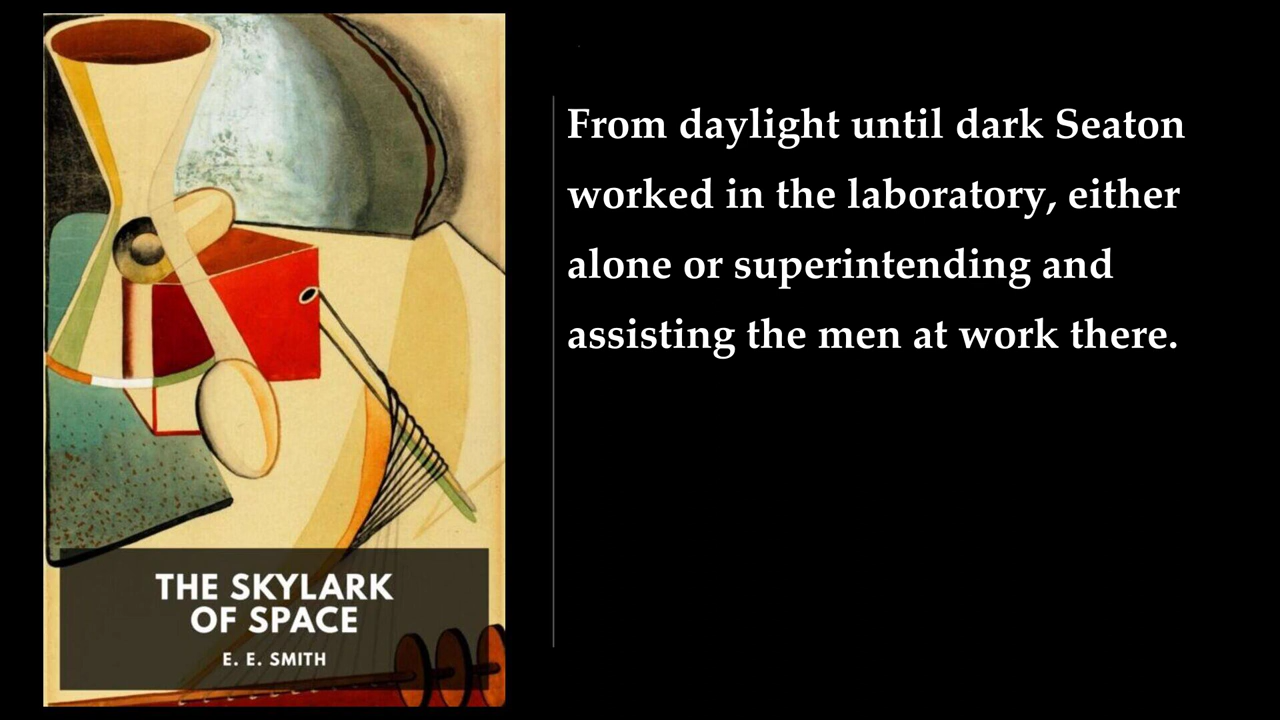 THE SKYLARK
OF SPACE
E. E. SMITH
From daylight until dark Seaton
worked in the laboratory, either
alone or superintending and
assisting the men at work there.